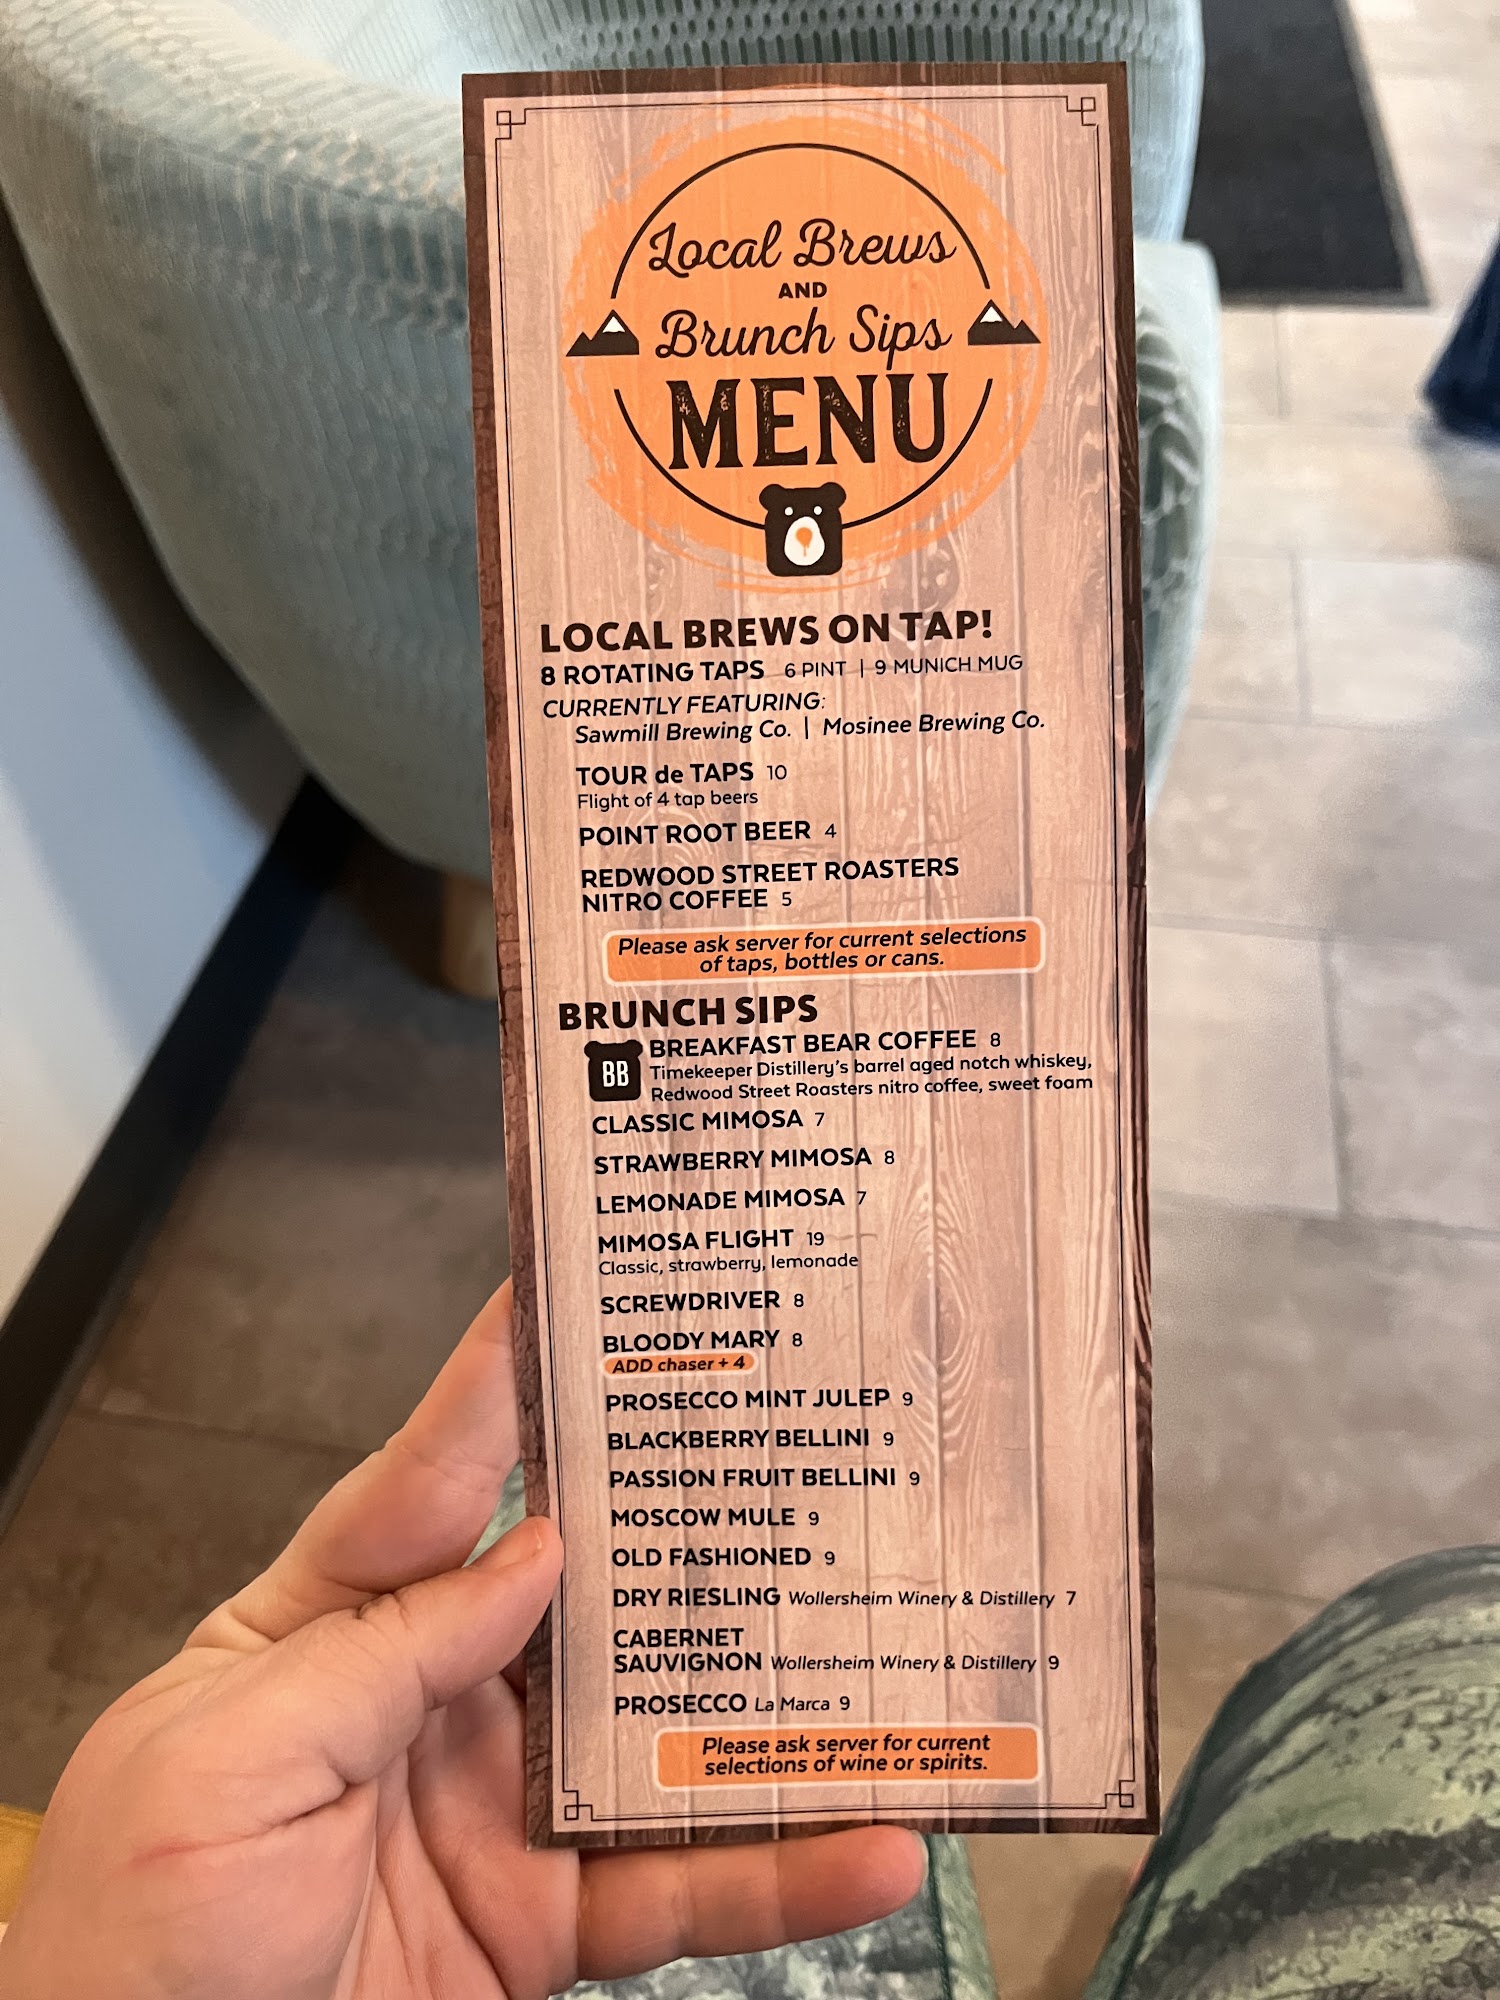 Local Brews
AND
Brunch Sips
MENU
LOCAL BREWS ON TAP!
8 ROTATING TAPS 6 PINT | 9 MUNICH MUG
CURRENTLY FEATURING:
Sawmill Brewing Co. | Mosinee Brewing Co.
TOUR de TAPS 10
Flight of 4 tap beers
POINT ROOT BEER 4
REDWOOD STREET ROASTERS
NITRO COFFEE 5
Please ask server for current selections
of taps, bottles or cans.
BRUNCH SIPS
BB
BREAKFAST BEAR COFFEE 8
Timekeeper Distillery's barrel aged notch whiskey,
Redwood Street Roasters nitro coffee, sweet foam
CLASSIC MIMOSA 7
STRAWBERRY MIMOSA 8
LEMONADE MIMOSA 7
MIMOSA FLIGHT 19
Classic, strawberry, lemonade
SCREWDRIVER 8
BLOODY MARY 8
ADD chaser + 4
PROSECCO MINT JULEP 9
BLACKBERRY BELLINI 9
PASSION FRUIT BELLINI 9
MOSCOW MULE 9
OLD FASHIONED 9
DRY RIESLING Wollersheim Winery & Distillery 7
CABERNET
SAUVIGNON Wollersheim Winery & Distillery 9
PROSECCO La Marca 9
Please ask server for current
selections of wine or spirits.